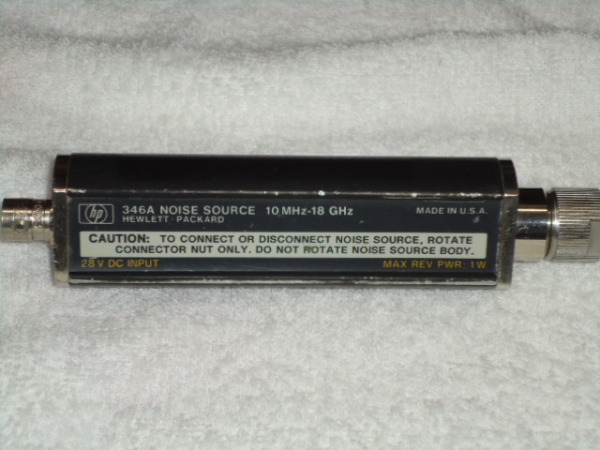 hp 346A NOISE SOURCE 10 MHz-18 GHz MADE IN U.S.A.
HEWLETT·PACKARD
CAUTION: TO CONNECT OR DISCONNECT NOISE SOURCE, ROTATE
CONNECTOR NUT ONLY. DO NOT ROTATE NOISE SOURCE BODY.
28 V DC INPUT MAX REV PWR: 1 W